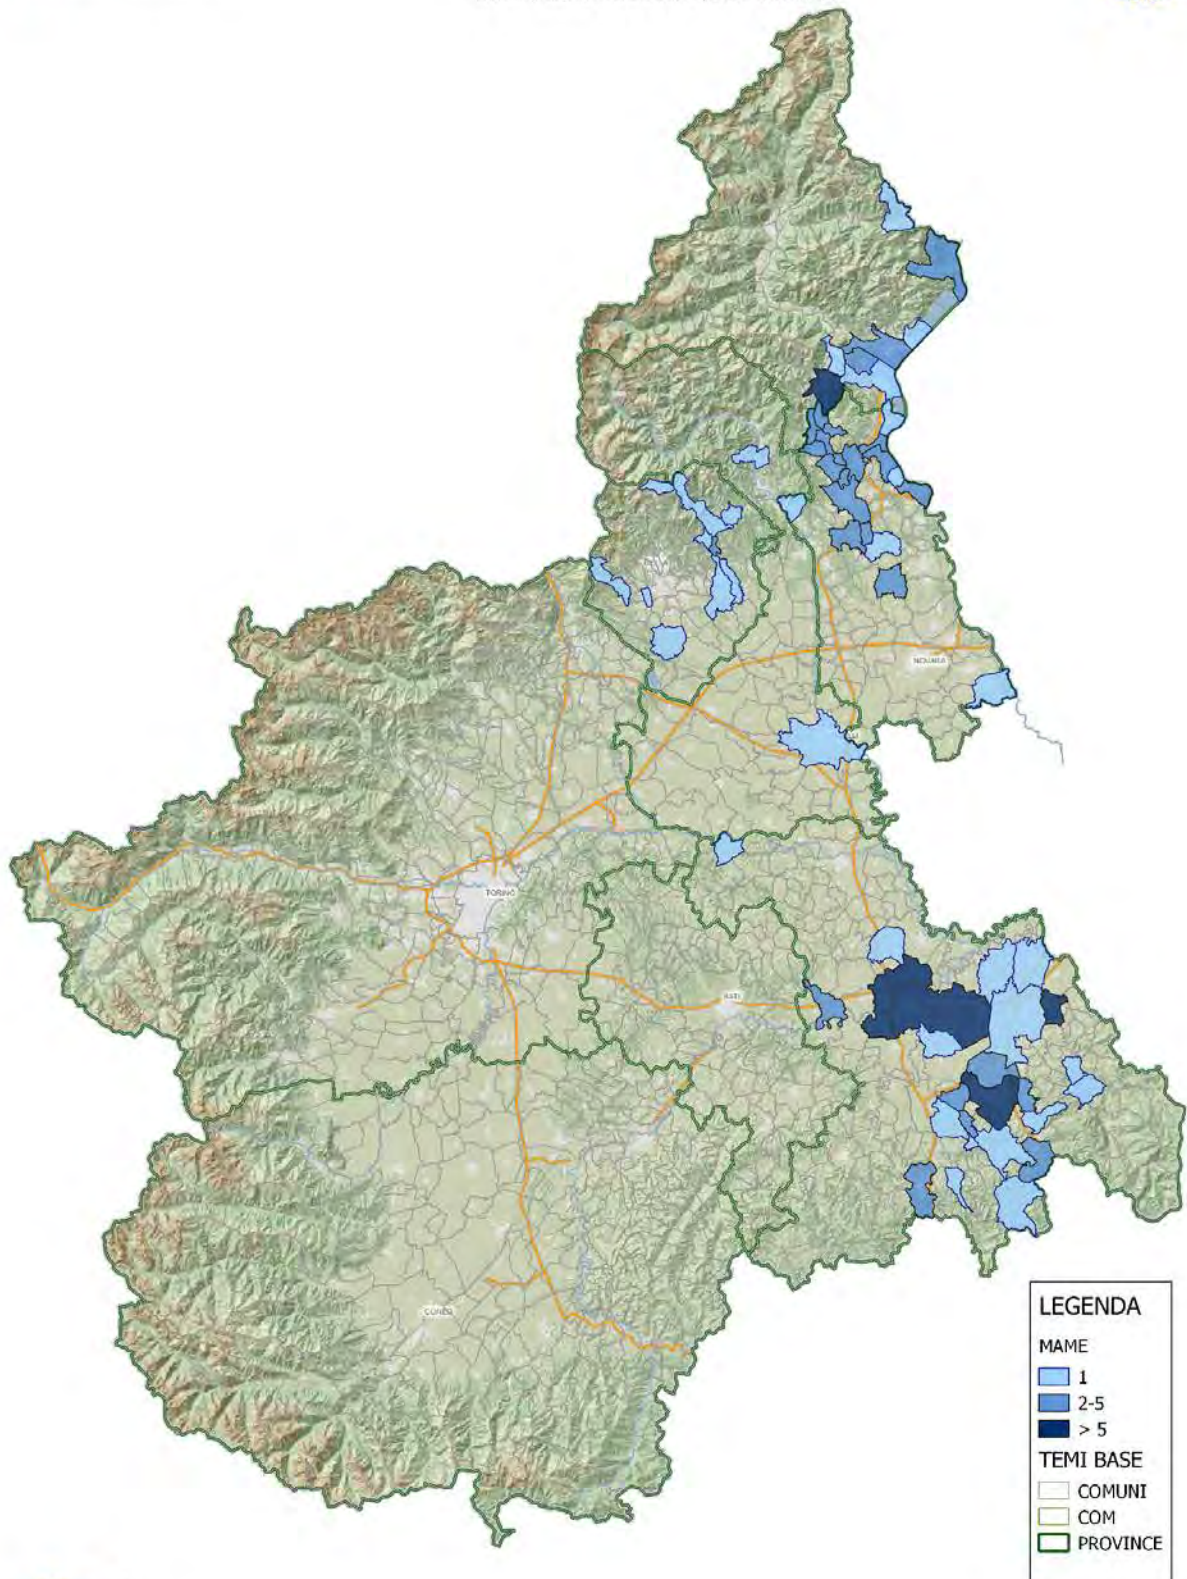 NOVARA
TORINO
ASTI
CUNEO
LEGENDA
MAME
1
2-5
> 5
TEMI BASE
COMUNI
COM
PROVINCE